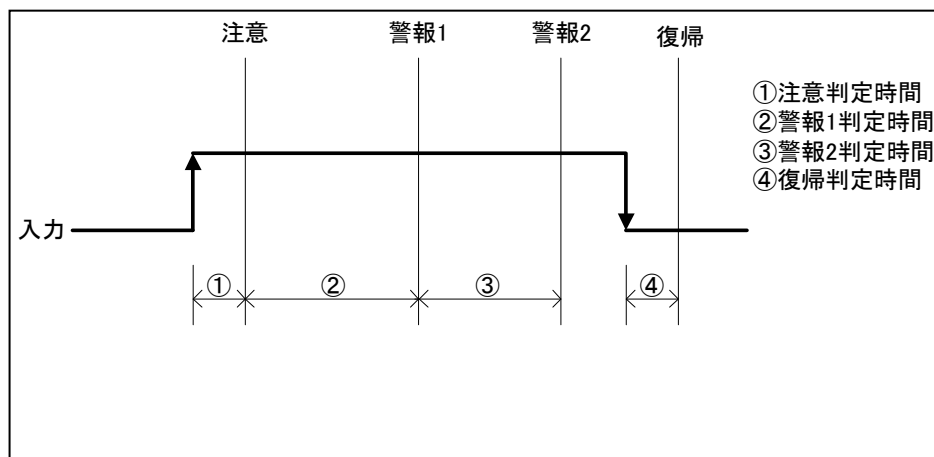 注意 警報1 警報2 復帰
①注意判定時間
②警報1判定時間
③警報2判定時間
④復帰判定時間
入力
① ② ③ ④